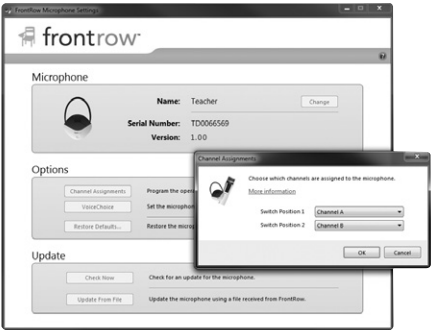 FrontRow Microphone Settings
frontrow
Microphone
Name: Teacher
Change
Serial Number: TD0066569
Version: 1.00
Options
Channel Assignments
Program the ope
VoiceChoice
Set the microphon
Restore Defaults...
Restore the micro
Update
Check Now
Check for an update for the microphone.
Update From File
Update the microphone using a file received from FrontRow.
Channel Assignments
Choose which channels are assigned to the microphone.
More information
Switch Position 1
Channel A
Switch Position 2
Channel B
OK
Cancel